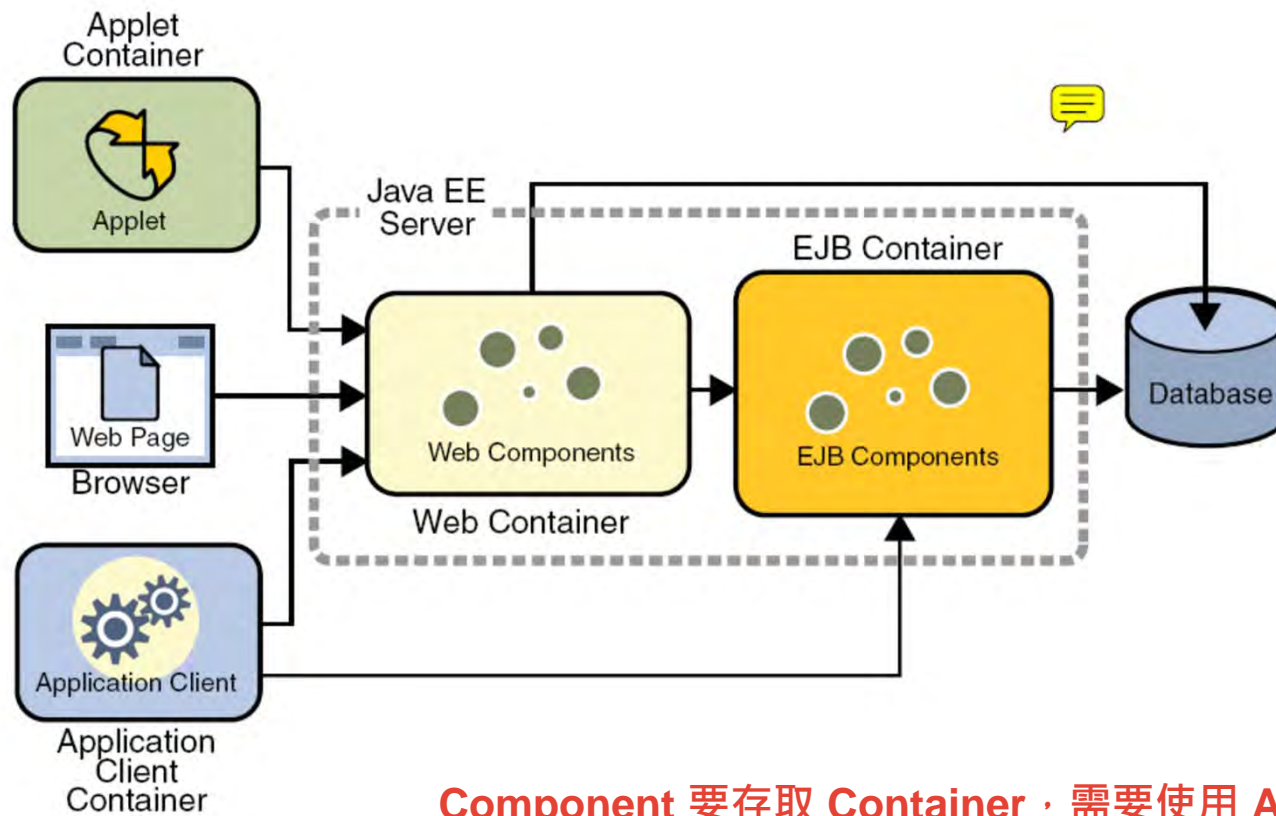 Applet
Container
Applet
Java EE
Server
EJB Container
Web Page
Browser
Web Components
Web Container
EJB Components
Database
Application Client
Application
Client
Container
Component 要存取 Container，需要使用 A